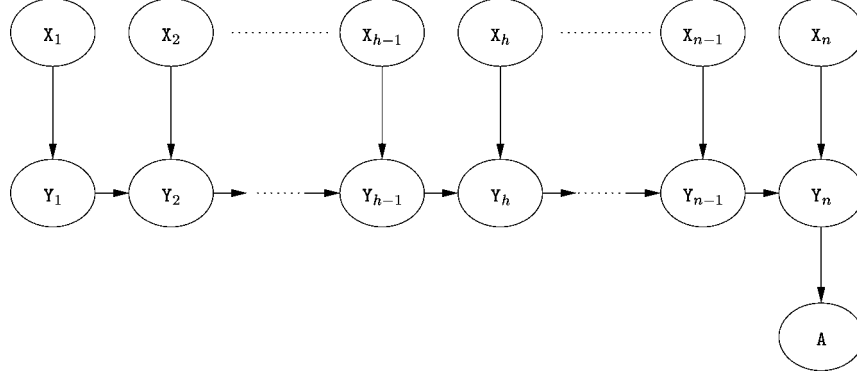 X₁ X₂ Xₕ₋₁ Xₕ Xₙ₋₁ Xₙ
Y₁ Y₂ Yₕ₋₁ Yₕ Yₙ₋₁ Yₙ
A